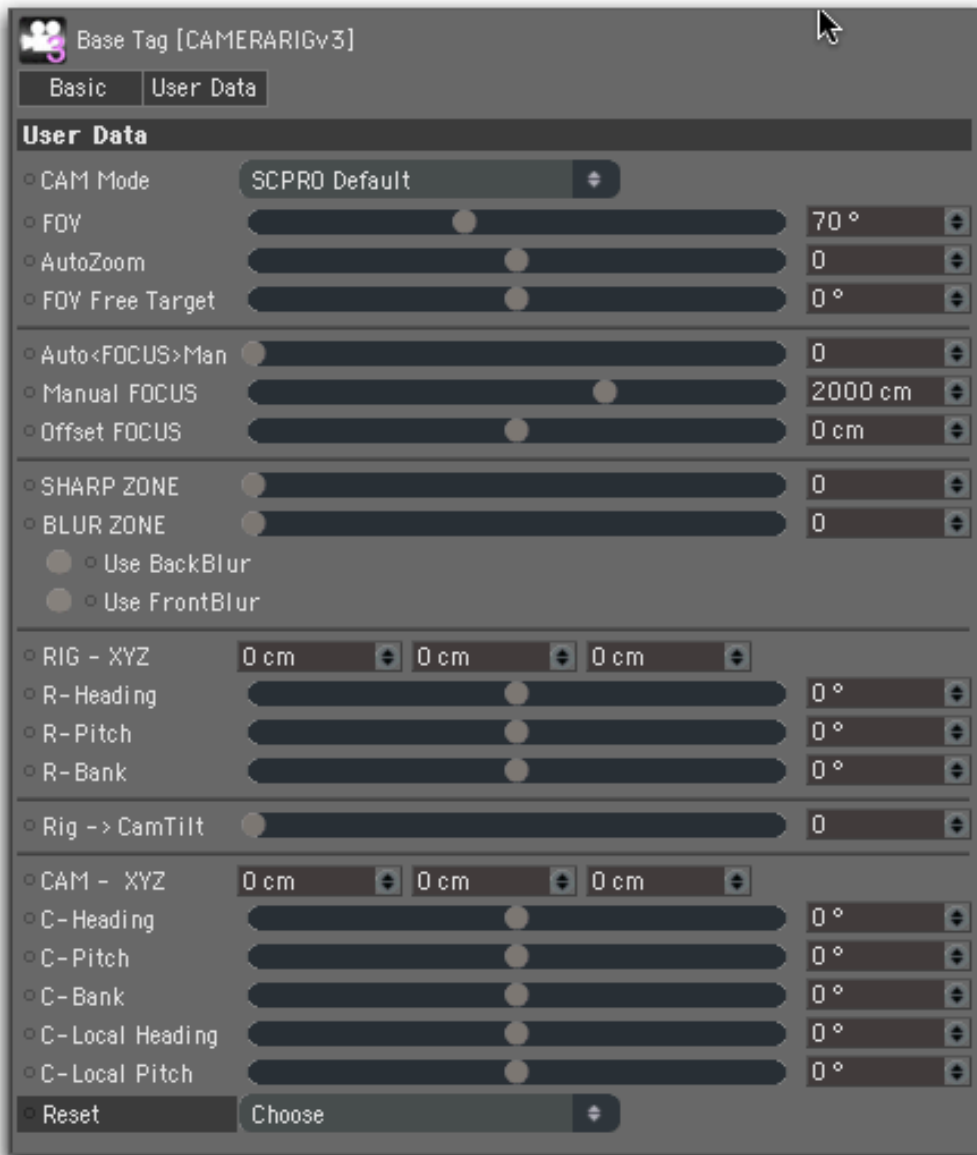 3 Base Tag [CAMERARIGv3]
Basic User Data
User Data
CAM Mode SCPRO Default
FOV 70 °
AutoZoom 0
FOV Free Target 0 °
Auto<FOCUS>Man 0
Manual FOCUS 2000 cm
Offset FOCUS 0 cm
SHARP ZONE 0
BLUR ZONE 0
Use BackBlur
Use FrontBlur
RIG - XYZ 0 cm 0 cm 0 cm
R-Heading 0 °
R-Pitch 0 °
R-Bank 0 °
Rig -> CamTilt 0
CAM - XYZ 0 cm 0 cm 0 cm
C-Heading 0 °
C-Pitch 0 °
C-Bank 0 °
C-Local Heading 0 °
C-Local Pitch 0 °
Reset Choose